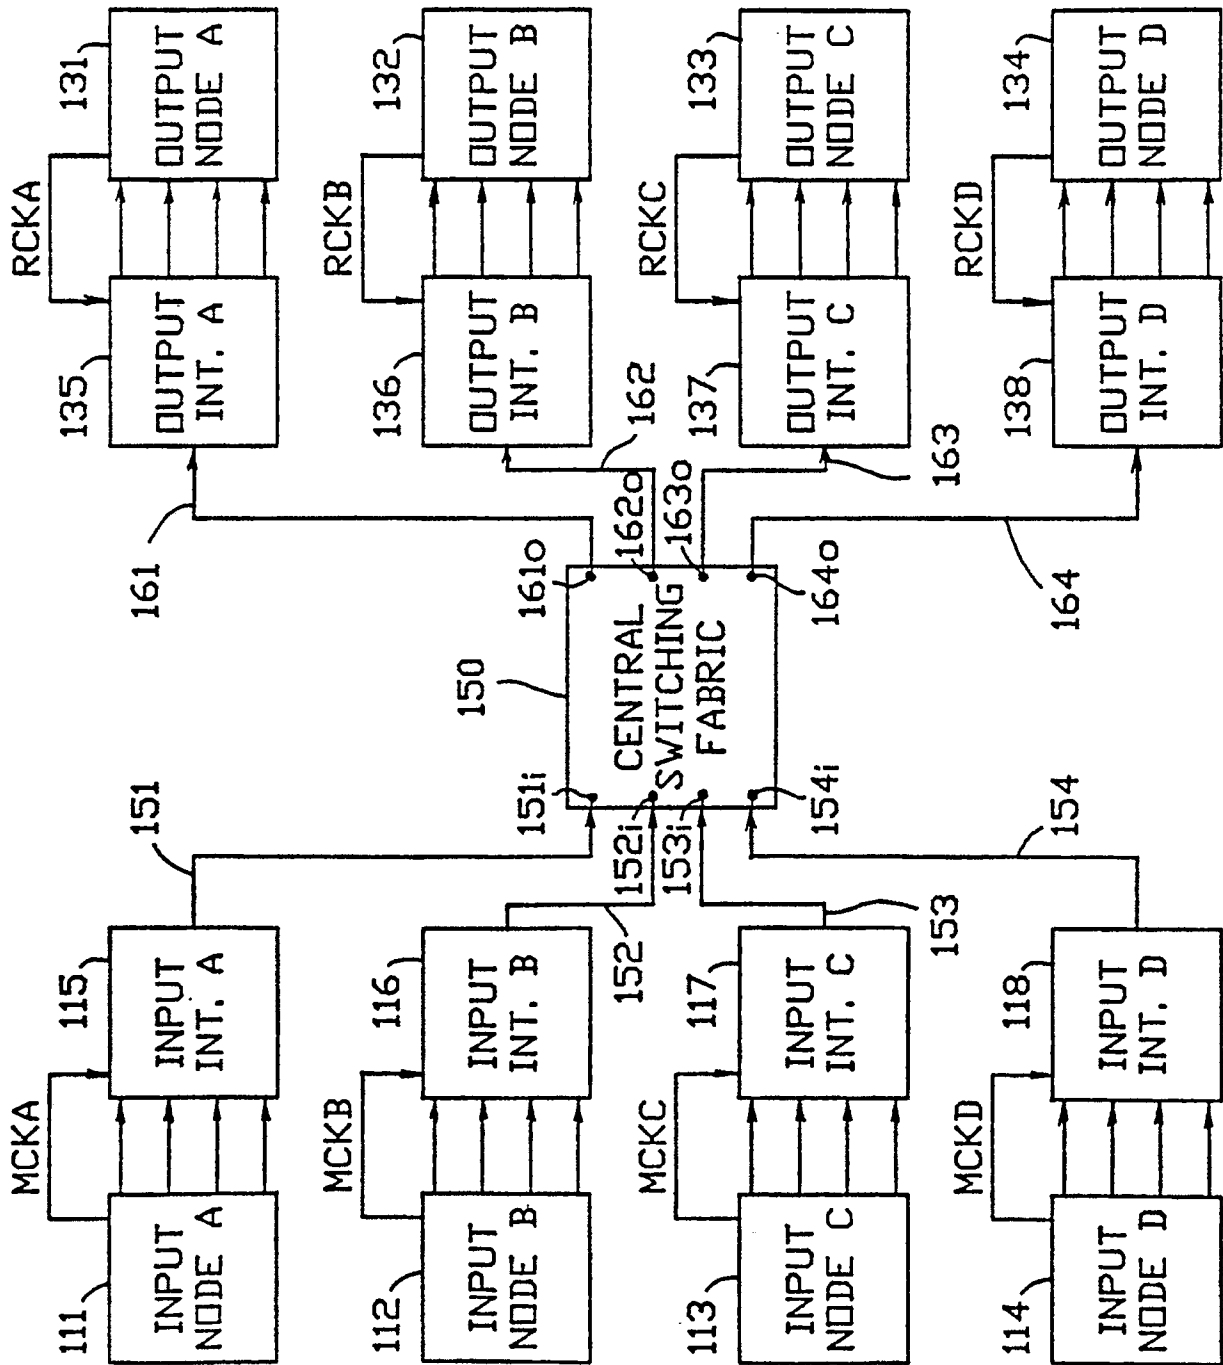 MCKA
111
INPUT
NODE A
115
INPUT
INT. A
151
MCKB
112
INPUT
NODE B
116
INPUT
INT. B
152
MCKC
113
INPUT
NODE C
117
INPUT
INT. C
153
MCKD
114
INPUT
NODE D
118
INPUT
INT. D
154
150
151i
152i
153i
154i
CENTRAL
SWITCHING
FABRIC
161o
162o
163o
164o
161
RCKA
135
OUTPUT
INT. A
131
OUTPUT
NODE A
162
RCKB
136
OUTPUT
INT. B
132
OUTPUT
NODE B
163
RCKC
137
OUTPUT
INT. C
133
OUTPUT
NODE C
164
RCKD
138
OUTPUT
INT. D
134
OUTPUT
NODE D